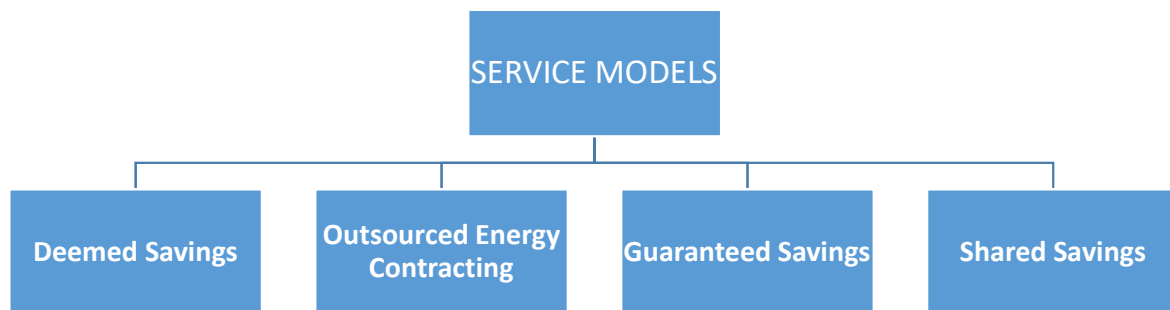 SERVICE MODELS
Deemed Savings
Outsourced Energy
Contracting
Guaranteed Savings
Shared Savings